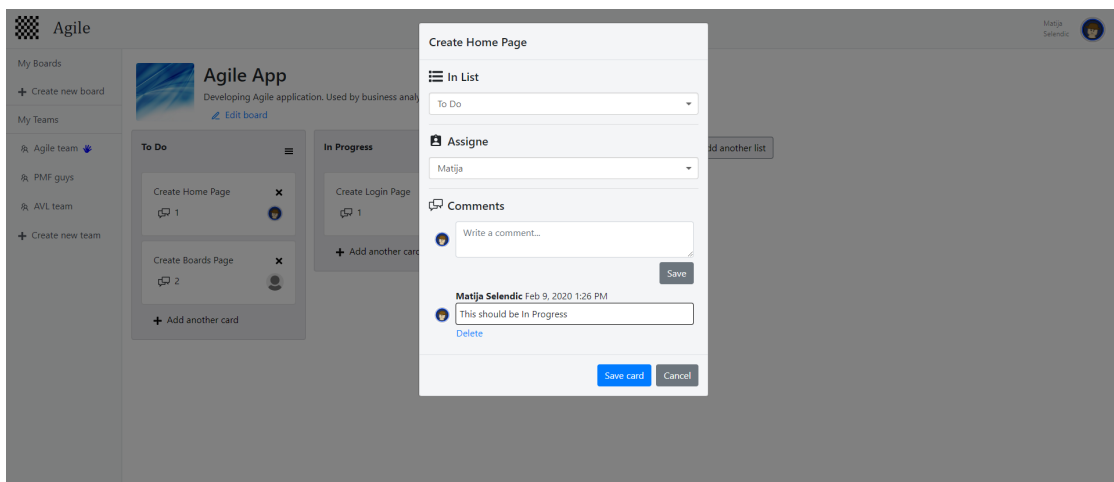 Agile
Matija
Selendic
My Boards
+ Create new board
My Teams
Agile team
PMF guys
AVL team
+ Create new team
Agile App
Developing Agile application. Used by business analy
Edit board
To Do
Create Home Page
1
Create Boards Page
2
+ Add another card
In Progress
Create Login Page
1
+ Add another card
dd another list
Create Home Page
In List
To Do
Assigne
Matija
Comments
Write a comment...
Save
Matija Selendic Feb 9, 2020 1:26 PM
This should be In Progress
Delete
Save card
Cancel